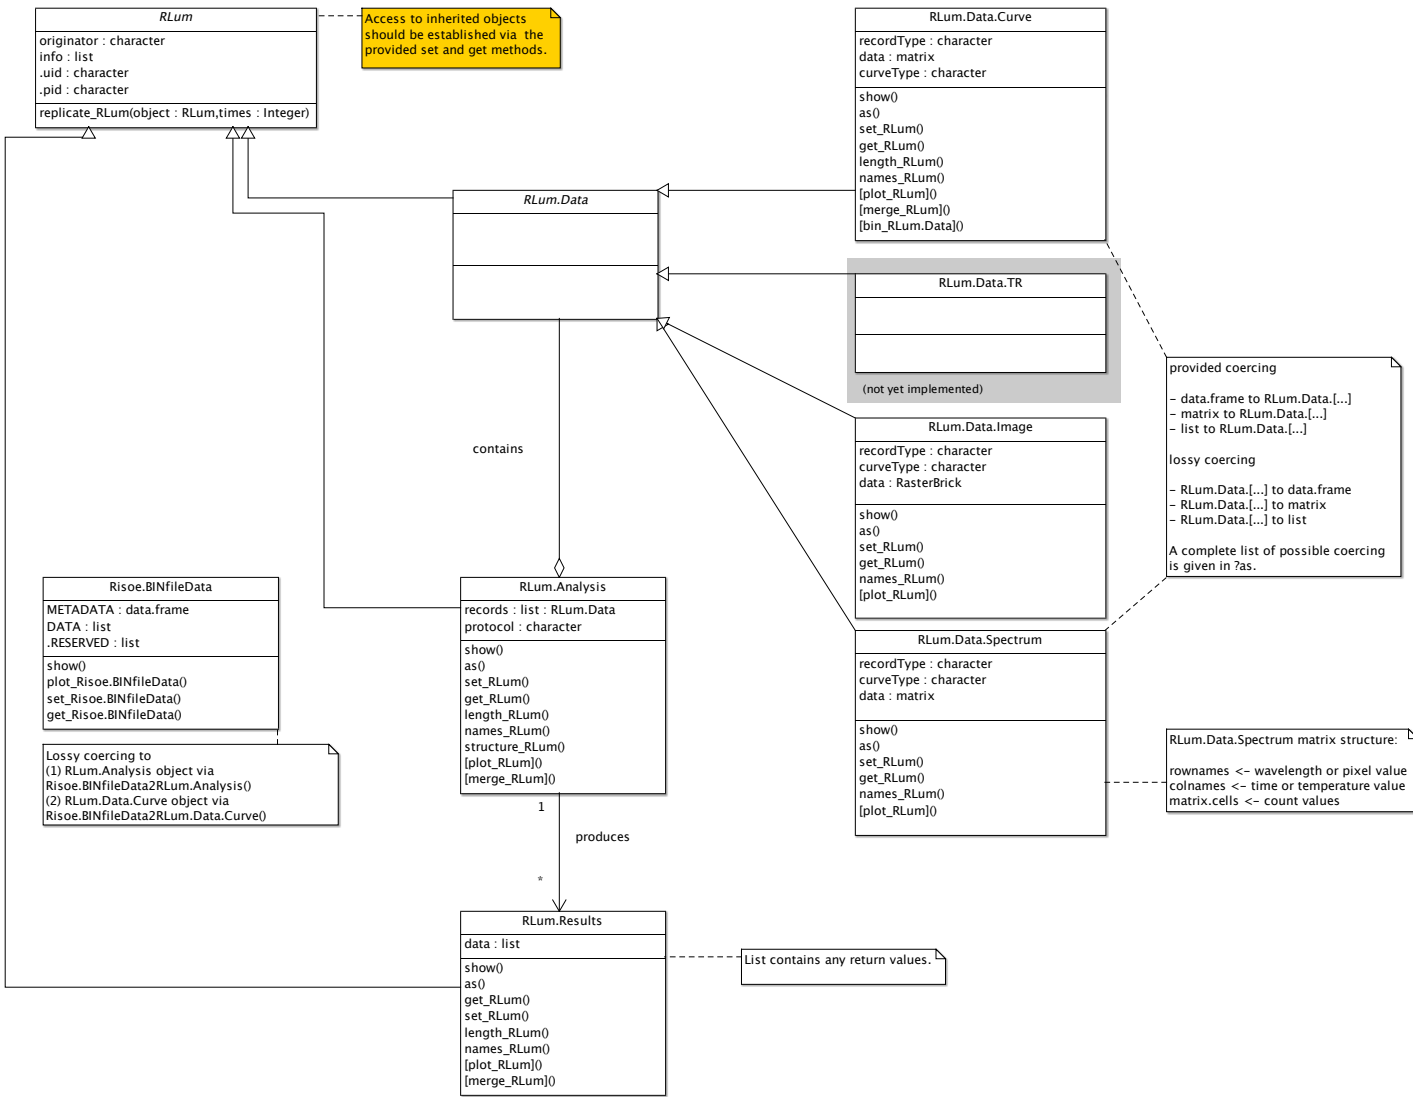 RLum
originator : character
info : list
.uid : character
.pid : character
replicate_RLum(object : RLum,times : Integer)
Access to inherited objects
should be established via  the
provided set and get methods.
RLum.Data.Curve
recordType : character
data : matrix
curveType : character
show()
as()
set_RLum()
get_RLum()
length_RLum()
names_RLum()
[plot_RLum]()
[merge_RLum]()
[bin_RLum.Data]()
RLum.Data
RLum.Data.TR
(not yet implemented)
provided coercing
- data.frame to RLum.Data.[...]
- matrix to RLum.Data.[...]
- list to RLum.Data.[...]
lossy coercing
- RLum.Data.[...] to data.frame
- RLum.Data.[...] to matrix
- RLum.Data.[...] to list
A complete list of possible coercing
is given in ?as.
contains
RLum.Data.Image
recordType : character
curveType : character
data : RasterBrick
show()
as()
set_RLum()
get_RLum()
names_RLum()
[plot_RLum]()
Risoe.BINfileData
METADATA : data.frame
DATA : list
.RESERVED : list
show()
plot_Risoe.BINfileData()
set_Risoe.BINfileData()
get_Risoe.BINfileData()
Lossy coercing to
(1) RLum.Analysis object via
Risoe.BINfileData2RLum.Analysis()
(2) RLum.Data.Curve object via
Risoe.BINfileData2RLum.Data.Curve()
RLum.Analysis
records : list : RLum.Data
protocol : character
show()
as()
set_RLum()
get_RLum()
length_RLum()
names_RLum()
structure_RLum()
[plot_RLum]()
[merge_RLum]()
RLum.Data.Spectrum
recordType : character
curveType : character
data : matrix
show()
as()
set_RLum()
get_RLum()
names_RLum()
[plot_RLum]()
RLum.Data.Spectrum matrix structure:
rownames <- wavelength or pixel value
colnames <- time or temperature value
matrix.cells <- count values
1
produces
*
RLum.Results
data : list
show()
as()
get_RLum()
set_RLum()
length_RLum()
names_RLum()
[plot_RLum]()
[merge_RLum]()
List contains any return values.